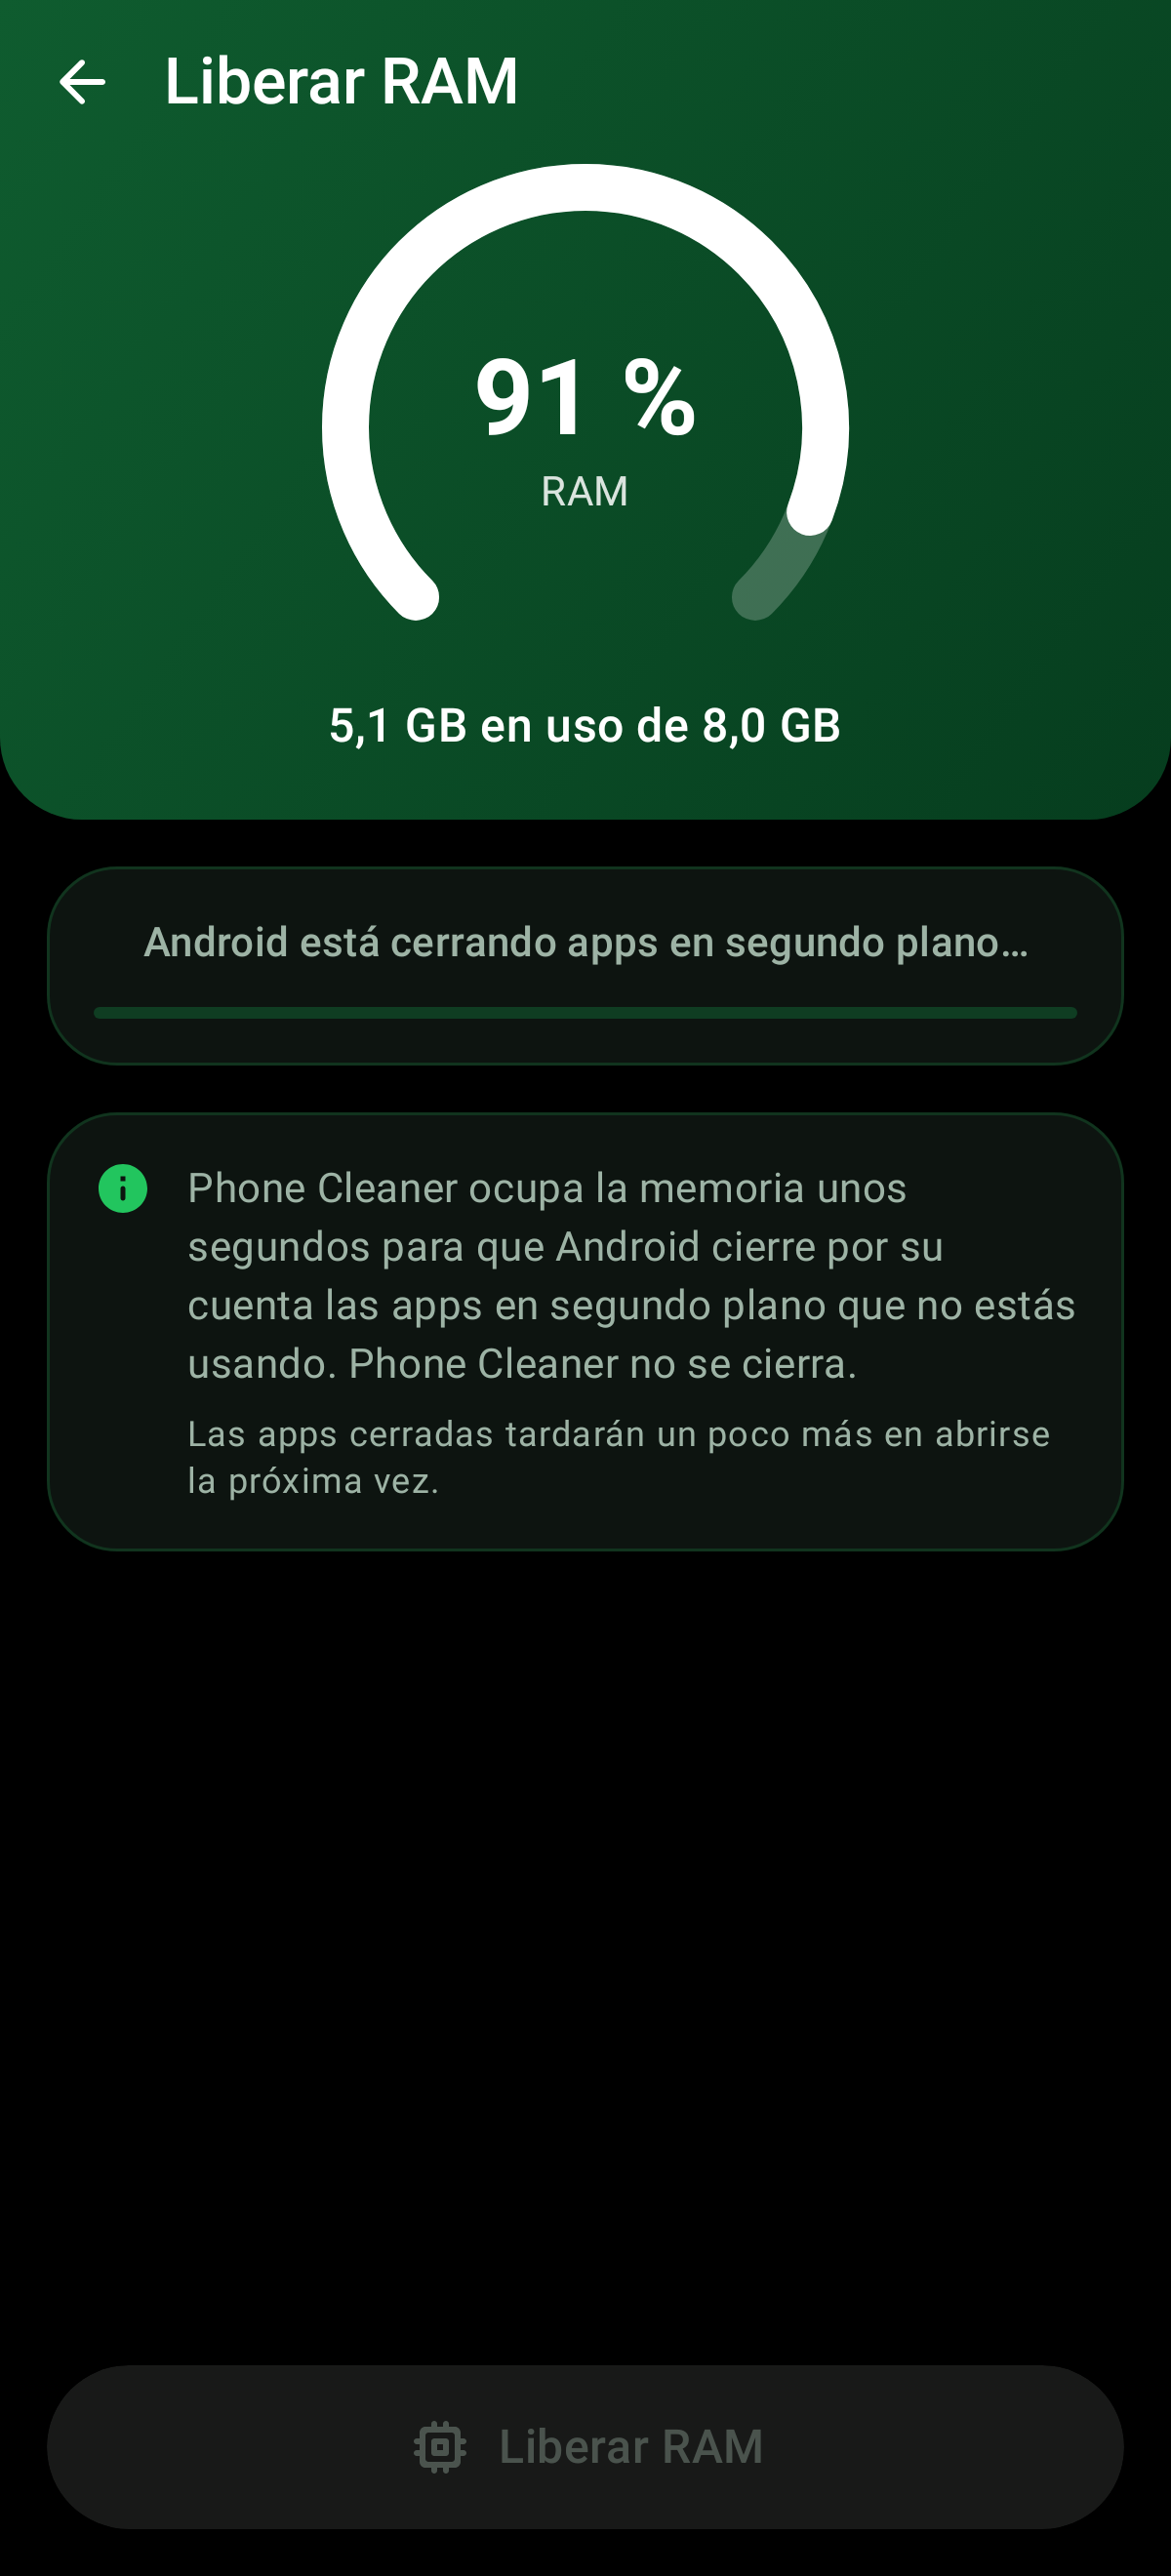 Liberar RAM
91 %
RAM
5,1 GB en uso de 8,0 GB
Android está cerrando apps en segundo plano…
Phone Cleaner ocupa la memoria unos
segundos para que Android cierre por su
cuenta las apps en segundo plano que no estás
usando. Phone Cleaner no se cierra.
Las apps cerradas tardarán un poco más en abrirse
la próxima vez.
Liberar RAM